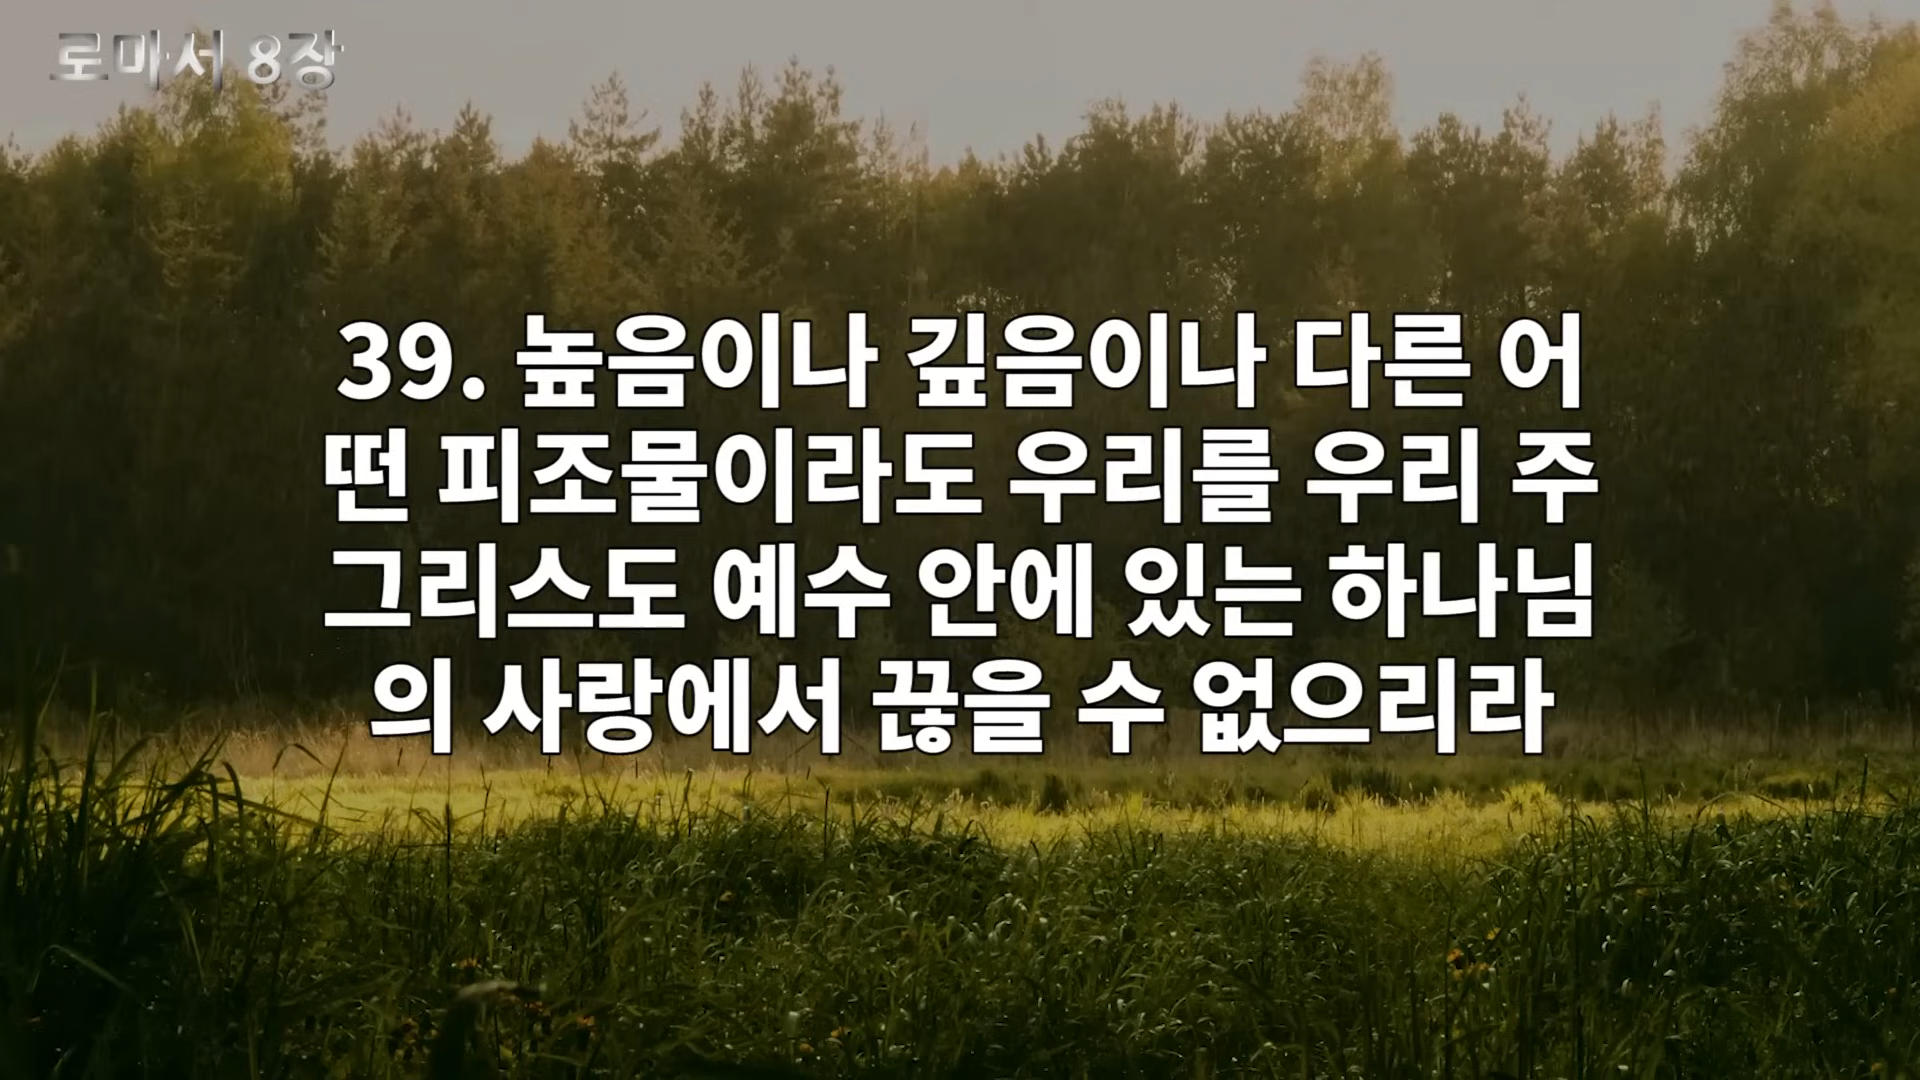 로마서 8장
39. 높음이나 깊음이나 다른 어
떤 피조물이라도 우리를 우리 주
그리스도 예수 안에 있는 하나님
의 사랑에서 끊을 수 없으리라